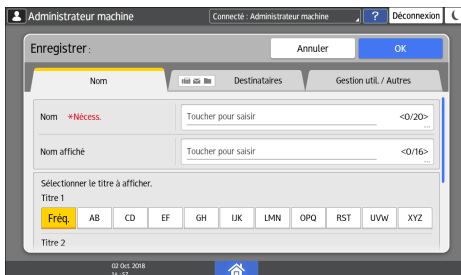 Administrateur machine
Connecté : Administrateur machine
?
Déconnexion
Enregistrer :
Annuler
OK
Nom
Destinataires
Gestion util. / Autres
Nom *Nécess.
Toucher pour saisir
<0/20>
...
Nom affiché
Toucher pour saisir
<0/16>
...
Sélectionner le titre à afficher.
Titre 1
Fréq. AB CD EF GH IJK LMN OPQ RST UVW XYZ
Titre 2
02 Oct. 2018
16 : 57